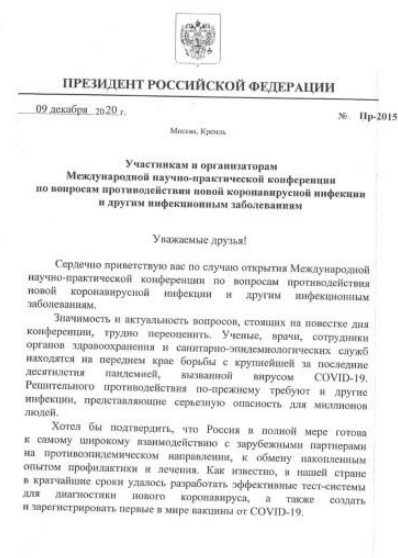 ПРЕЗИДЕНТ РОССИЙСКОЙ ФЕДЕРАЦИИ
09 декабря 2020 г.
№ Пр-2015
Москва, Кремль
Участникам и организаторам
Международной научно-практической конференции
по вопросам противодействия новой коронавирусной инфекции
и другим инфекционным заболеваниям
Уважаемые друзья!
Сердечно приветствую вас по случаю открытия Международной
научно-практической конференции по вопросам противодействия
новой коронавирусной инфекции и другим инфекционным
заболеваниям.
Значимость и актуальность вопросов, стоящих на повестке дня
конференции, трудно переоценить. Ученые, врачи, сотрудники
органов здравоохранения и санитарно-эпидемиологических служб
находятся на переднем крае борьбы с крупнейшей за последние
десятилетия пандемией, вызванной вирусом COVID-19.
Решительного противодействия по-прежнему требуют и другие
инфекции, представляющие серьезную опасность для миллионов
людей.
Хотел бы подтвердить, что Россия в полной мере готова
к самому широкому взаимодействию с зарубежными партнерами
на противоэпидемическом направлении, к обмену накопленным
опытом профилактики и лечения. Как известно, в нашей стране
в кратчайшие сроки удалось разработать эффективные тест-системы
для диагностики нового коронавируса, а также создать
и зарегистрировать первые в мире вакцины от COVID-19.